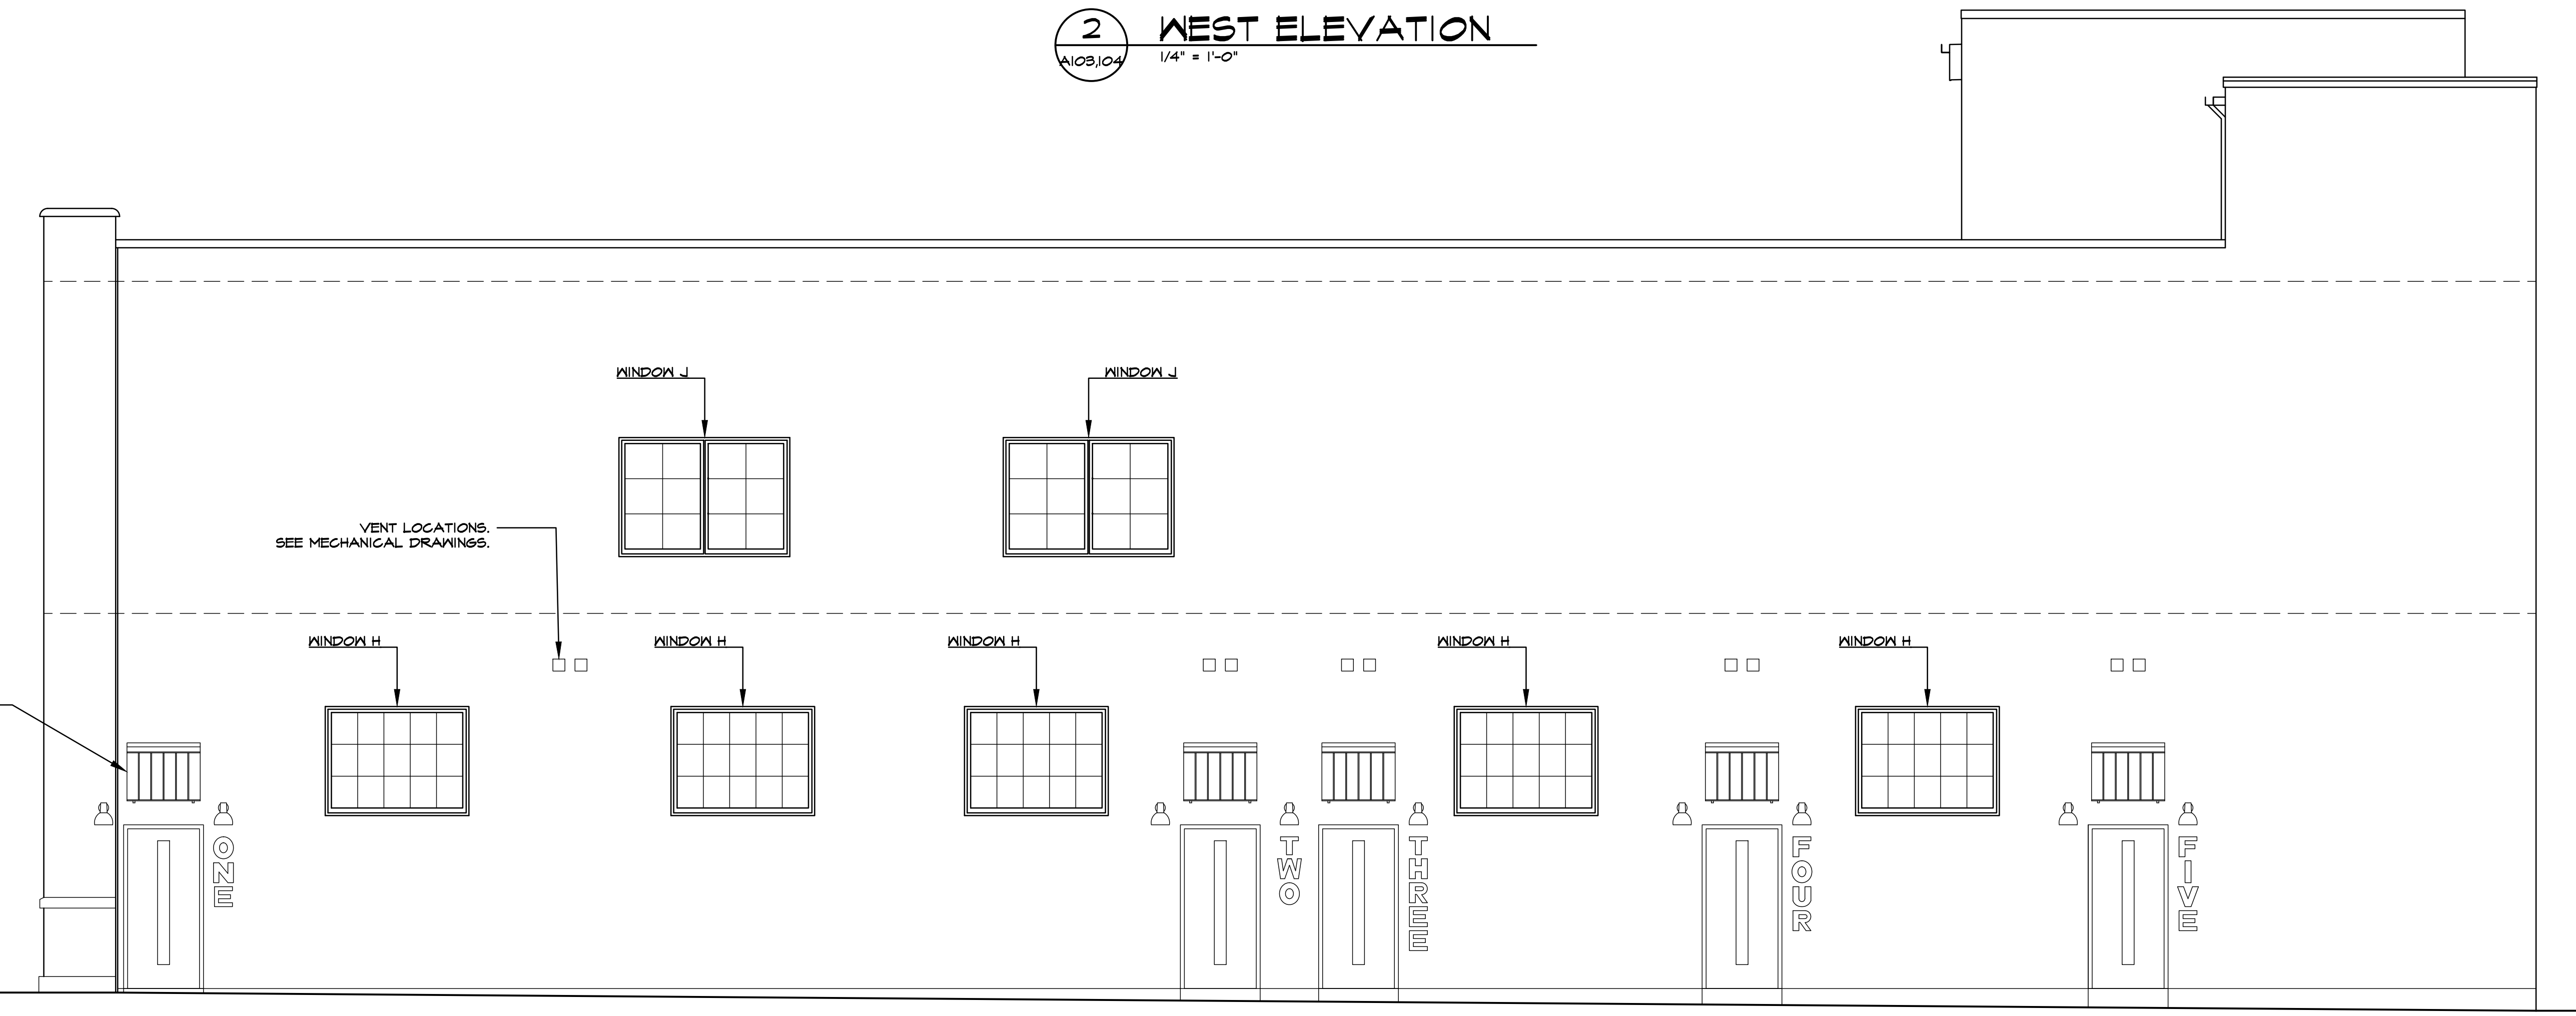 2
A103,104
WEST ELEVATION
1/4" = 1'-0"
WINDOW J
WINDOW J
VENT LOCATIONS.
SEE MECHANICAL DRAWINGS.
WINDOW H
WINDOW H
WINDOW H
WINDOW H
WINDOW H
ONE
TWO
THREE
FOUR
FIVE